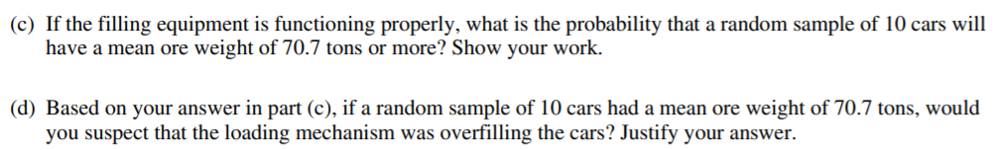 (c) If the filling equipment is functioning properly, what is the probability that a random sample of 10 cars will
have a mean ore weight of 70.7 tons or more? Show your work.
(d) Based on your answer in part (c), if a random sample of 10 cars had a mean ore weight of 70.7 tons, would
you suspect that the loading mechanism was overfilling the cars? Justify your answer.